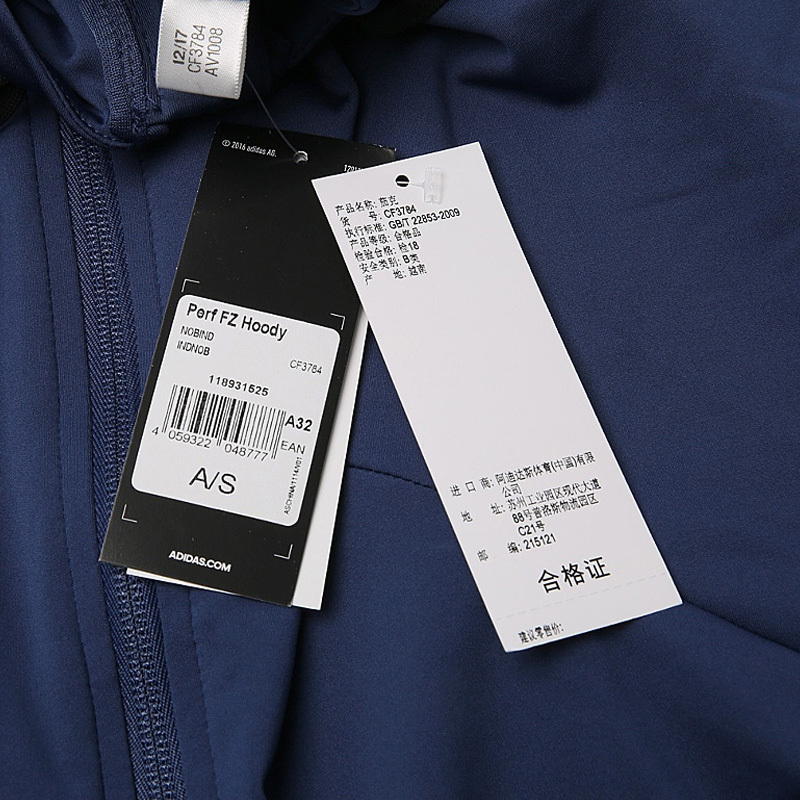 12/17
CF3784
AV1008
© 2016 adidas AG.
Perf FZ Hoody
NOBIND
INDNOB
CF3784
118931525
A32
4 059322 048777 EAN
A/S
ASCHINA/1114/V01
ADIDAS.COM
产品名称: 茄克
货 号: CF3784
执行标准: GB/T 22853-2009
产品等级: 合格品
检验合格: 检18
安全类别: B类
产 地: 越南
进 口 商: 阿迪达斯体育(中国)有限
公司
地 址: 苏州工业园区现代大道
88号普洛斯物流园区
C21号
邮 编: 215121
合格证
建议零售价: